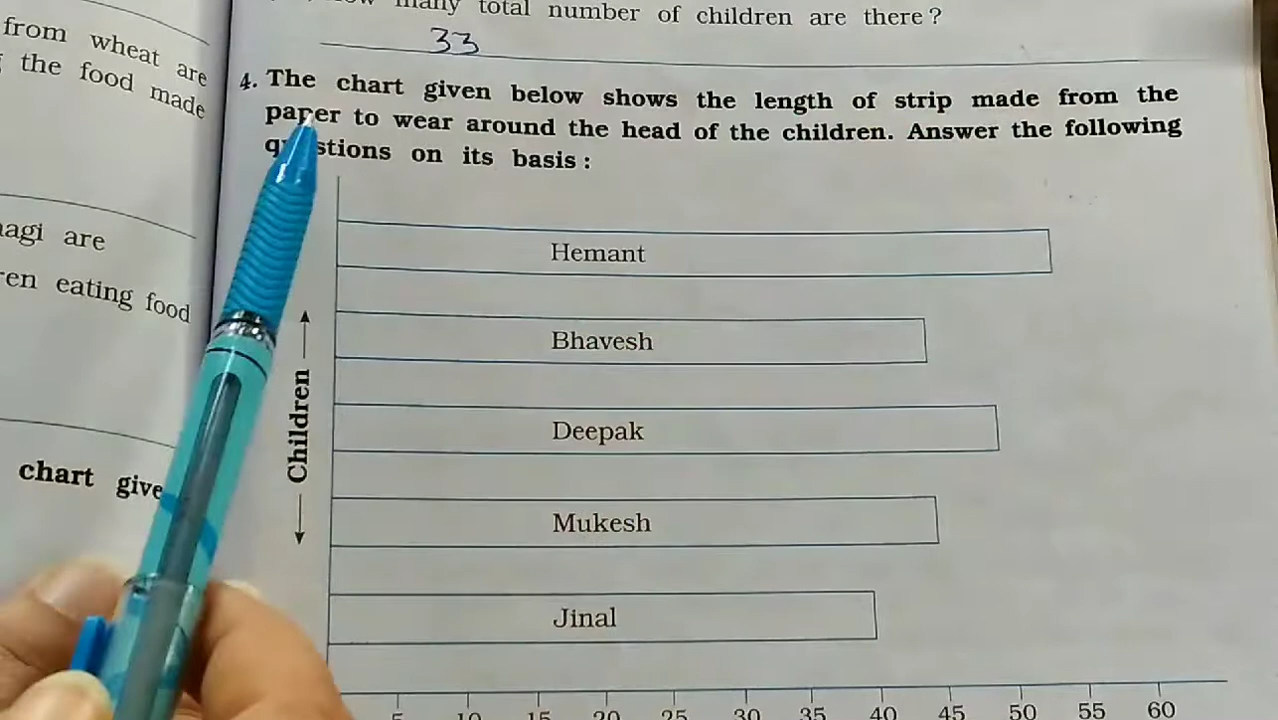 many total number of children are there ?
33
from wheat are
the food made
4. The chart given below shows the length of strip made from the
paper to wear around the head of the children. Answer the following
on its basis :
agi are
en eating food
chart give
Children
Hemant
Bhavesh
Deepak
Mukesh
Jinal
5 10 15 20 25 30 35 40 45 50 55 60